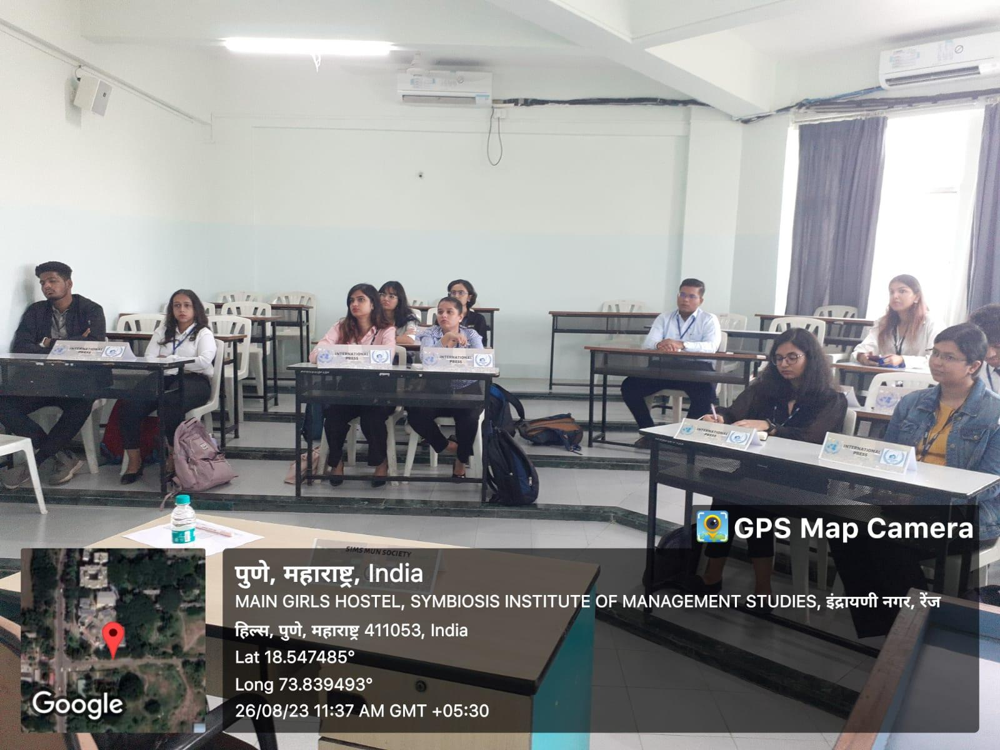 INTERNATIONAL
PRESS
INTERNATIONAL
PRESS
INTERNATIONAL
PRESS
INTERNATIONAL
PRESS
INTERNATIONAL
PRESS
SIMS MUN SOCIETY
GPS Map Camera
पुणे, महाराष्ट्र, India
MAIN GIRLS HOSTEL, SYMBIOSIS INSTITUTE OF MANAGEMENT STUDIES, इंद्रायणी नगर, रेंज
हिल्स, पुणे, महाराष्ट्र 411053, India
Lat 18.547485°
Long 73.839493°
26/08/23 11:37 AM GMT +05:30
Google